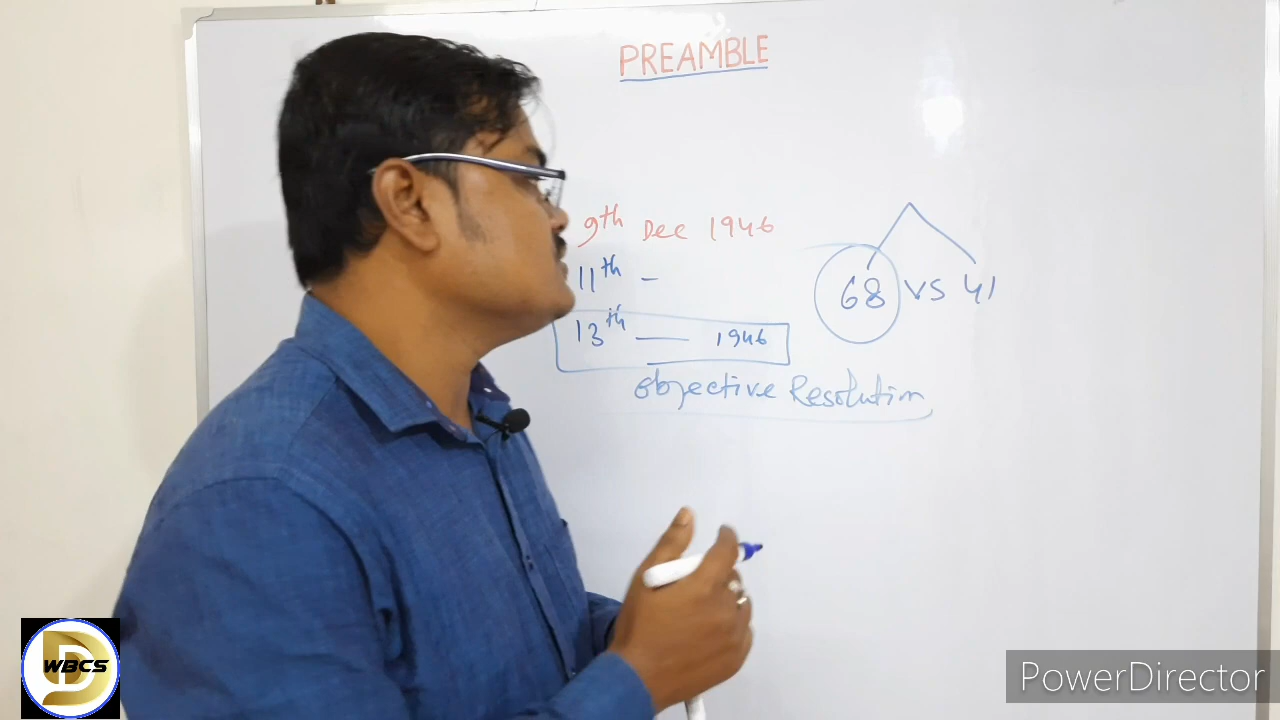 PREAMBLE
9th Dec 1946
11th -
68 vs 41
13th — 1946
objective Resolution
WBCS
PowerDirector